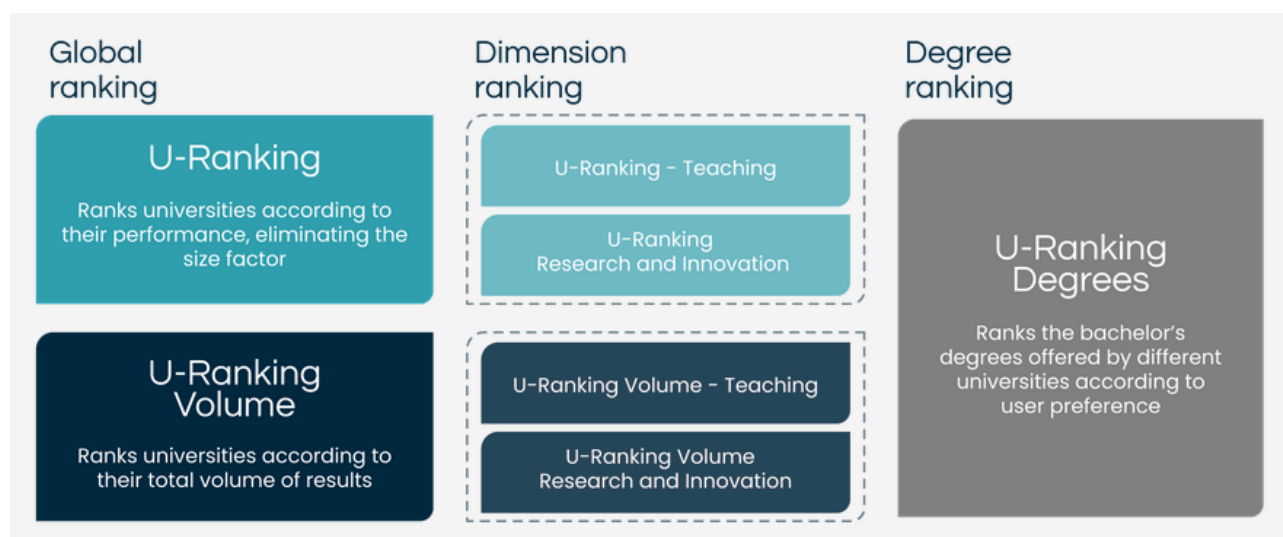 Global
ranking
U-Ranking
Ranks universities according to
their performance, eliminating the
size factor
U-Ranking
Volume
Ranks universities according to
their total volume of results
Dimension
ranking
U-Ranking - Teaching
U-Ranking
Research and Innovation
U-Ranking Volume - Teaching
U-Ranking Volume
Research and Innovation
Degree
ranking
U-Ranking
Degrees
Ranks the bachelor's
degrees offered by different
universities according to
user preference